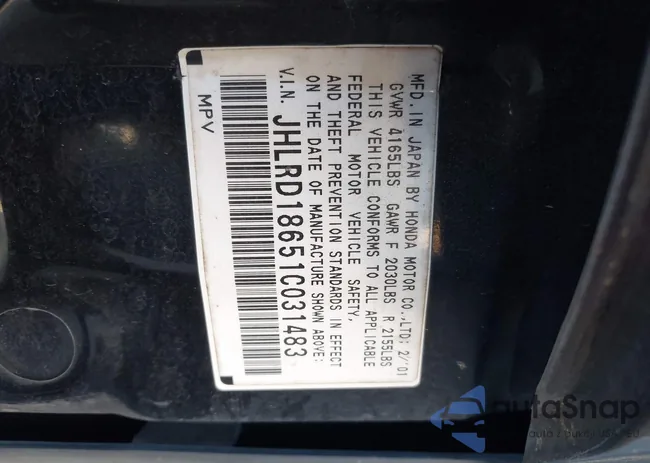 MFD. IN JAPAN BY HONDA MOTOR CO.,LTD; 2/'01
GVWR 4165LBS GAWR F 2030LBS R 2155LBS
THIS VEHICLE CONFORMS TO ALL APPLICABLE
FEDERAL MOTOR VEHICLE SAFETY,
AND THEFT PREVENTION STANDARDS IN EFFECT
ON THE DATE OF MANUFACTURE SHOWN ABOVE:
V.I.N. JHLRD18651C031483
MPV
autaSnap